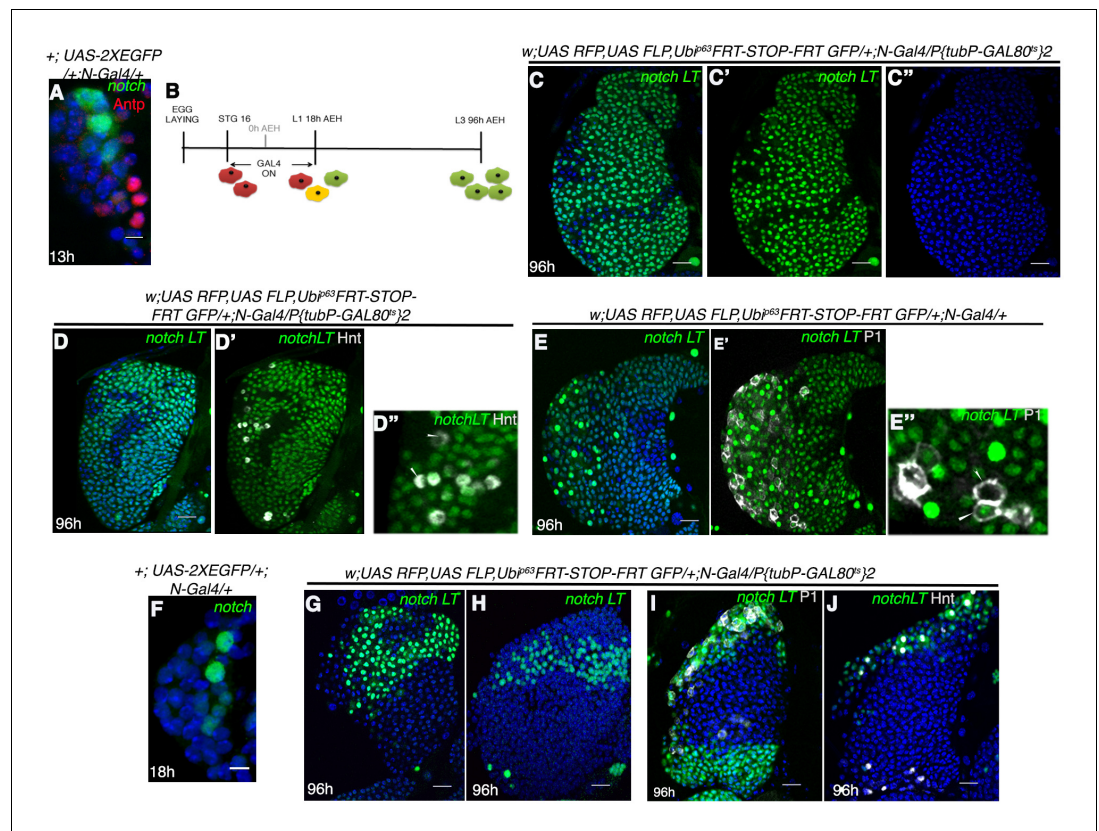 +; UAS-2XEGFP
/+;N-Gal4/+
A
notch
Antp
13h
B
EGG
LAYING
STG 16
0h AEH
L1 18h AEH
L3 96h AEH
GAL4
ON
w;UAS RFP,UAS FLP,Ubiᵖ⁶³FRT-STOP-FRT GFP/+;N-Gal4/P{tubP-GAL80ᵗˢ}2
C notch LT
96h
C' notch LT
C"
w;UAS RFP,UAS FLP,Ubiᵖ⁶³FRT-STOP-
FRT GFP/+;N-Gal4/P{tubP-GAL80ᵗˢ}2
D notch LT
96h
D' notchLT Hnt
D" notchLT Hnt
w;UAS RFP,UAS FLP,Ubiᵖ⁶³FRT-STOP-FRT GFP/+;N-Gal4/+
E notch LT
96h
E' notch LT P1
E" notch LT P1
+; UAS-2XEGFP/+;
N-Gal4/+
F notch
18h
w;UAS RFP,UAS FLP,Ubiᵖ⁶³FRT-STOP-FRT GFP/+;N-Gal4/P{tubP-GAL80ᵗˢ}2
G notch LT
96h
H notch LT
96h
I notch LT P1
96h
J notchLT Hnt
96h